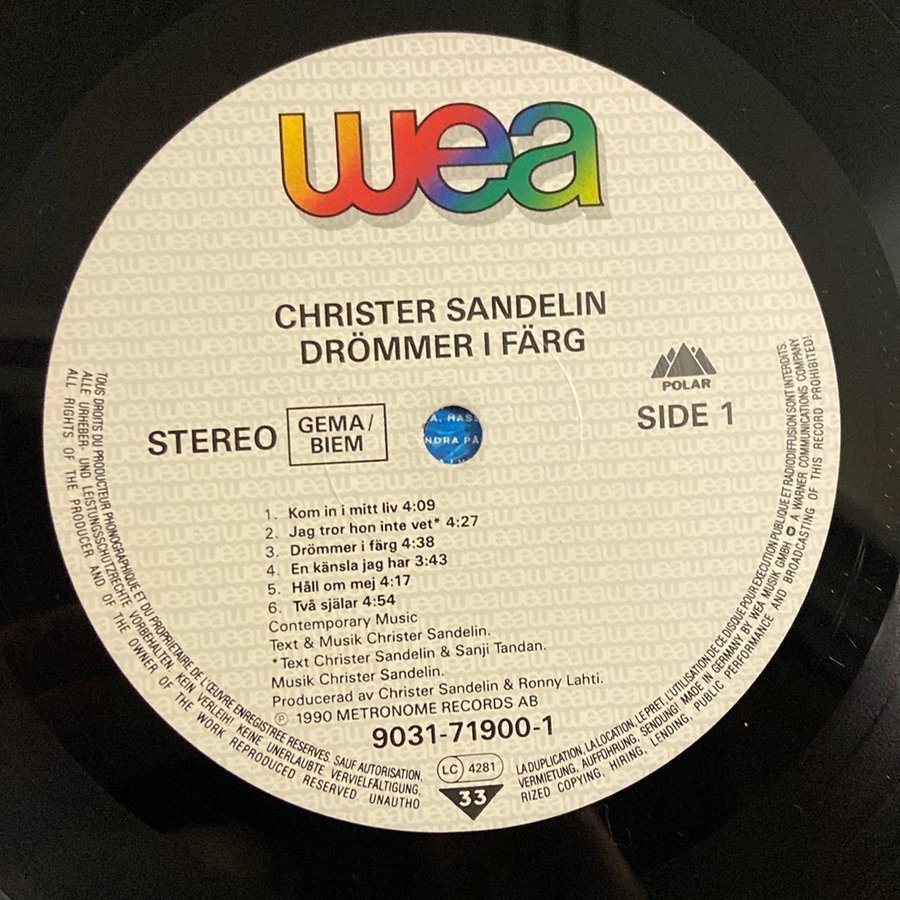 wea
CHRISTER SANDELIN
DRÖMMER I FÄRG
POLAR
STEREO
GEMA/
BIEM
SIDE 1
A. HASS
NDRA PÅ
1. Kom in i mitt liv 4:09
2. Jag tror hon inte vet* 4:27
3. Drömmer i färg 4:38
4. En känsla jag har 3:43
5. Håll om mej 4:17
6. Två själar 4:54
Contemporary Music
Text & Musik Christer Sandelin.
*Text Christer Sandelin & Sanji Tandan.
Musik Christer Sandelin.
Producerad av Christer Sandelin & Ronny Lahti.
℗ 1990 METRONOME RECORDS AB
9031-71900-1
LC 4281
33
TOUS DROITS DU PRODUCTEUR PHONOGRAPHIQUE ET DU PROPRIETAIRE DE L'ŒUVRE ENREGISTREE RESERVES. SAUF AUTORISATION,
LA DUPLICATION, LA LOCATION, LE PRET, L'UTILISATION DE CE DISQUE POUR EXECUTION PUBLIQUE ET RADIODIFFUSION SONT INTERDITS.
ALLE URHEBER- UND LEISTUNGSSCHUTZRECHTE VORBEHALTEN. KEIN VERLEIH! KEINE UNERLAUBTE VERVIELFÄLTIGUNG,
VERMIETUNG, AUFFÜHRUNG, SENDUNG! MADE IN GERMANY BY WEA MUSIK GMBH A WARNER COMMUNICATIONS COMPANY
ALL RIGHTS OF THE PRODUCER AND OF THE OWNER OF THE WORK REPRODUCED RESERVED. UNAUTHO
RIZED COPYING, HIRING, LENDING, PUBLIC PERFORMANCE AND BROADCASTING OF THIS RECORD PROHIBITED!